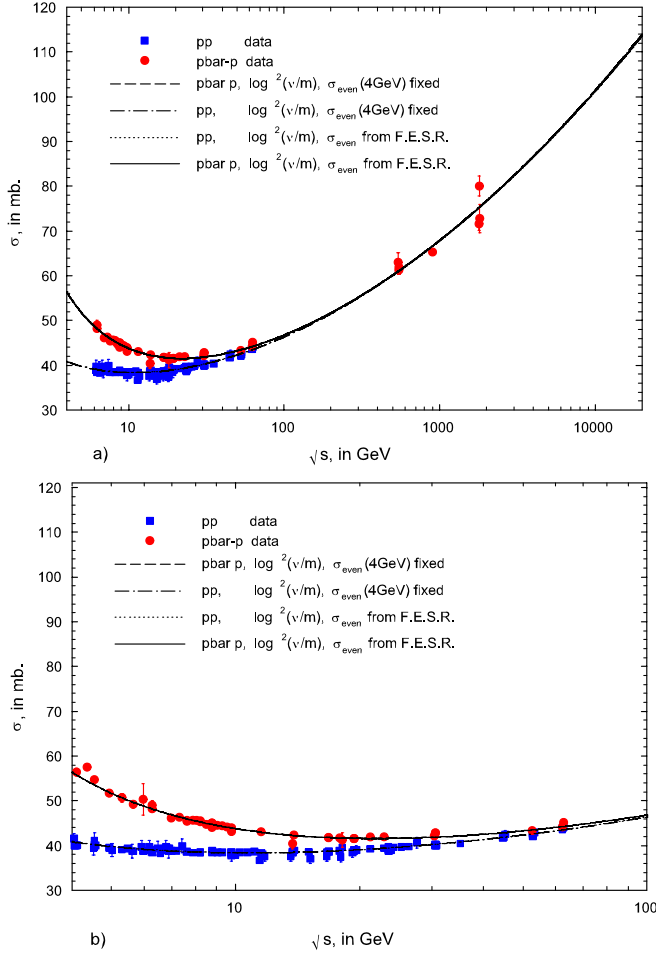 120
110
100
90
80
70
60
50
40
30
σ, in mb.
pp data
pbar-p data
pbar p, log ²(ν/m), σeven(4GeV) fixed
pp, log ²(ν/m), σeven(4GeV) fixed
pp, log ²(ν/m), σeven from F.E.S.R.
pbar p, log ²(ν/m), σeven from F.E.S.R.
10 100 1000 10000
a) √s, in GeV
120
110
100
90
80
70
60
50
40
30
σ, in mb.
pp data
pbar-p data
pbar p, log ²(ν/m), σeven(4GeV) fixed
pp, log ²(ν/m), σeven(4GeV) fixed
pp, log ²(ν/m), σeven from F.E.S.R.
pbar p, log ²(ν/m), σeven from F.E.S.R.
10 100
b) √s, in GeV